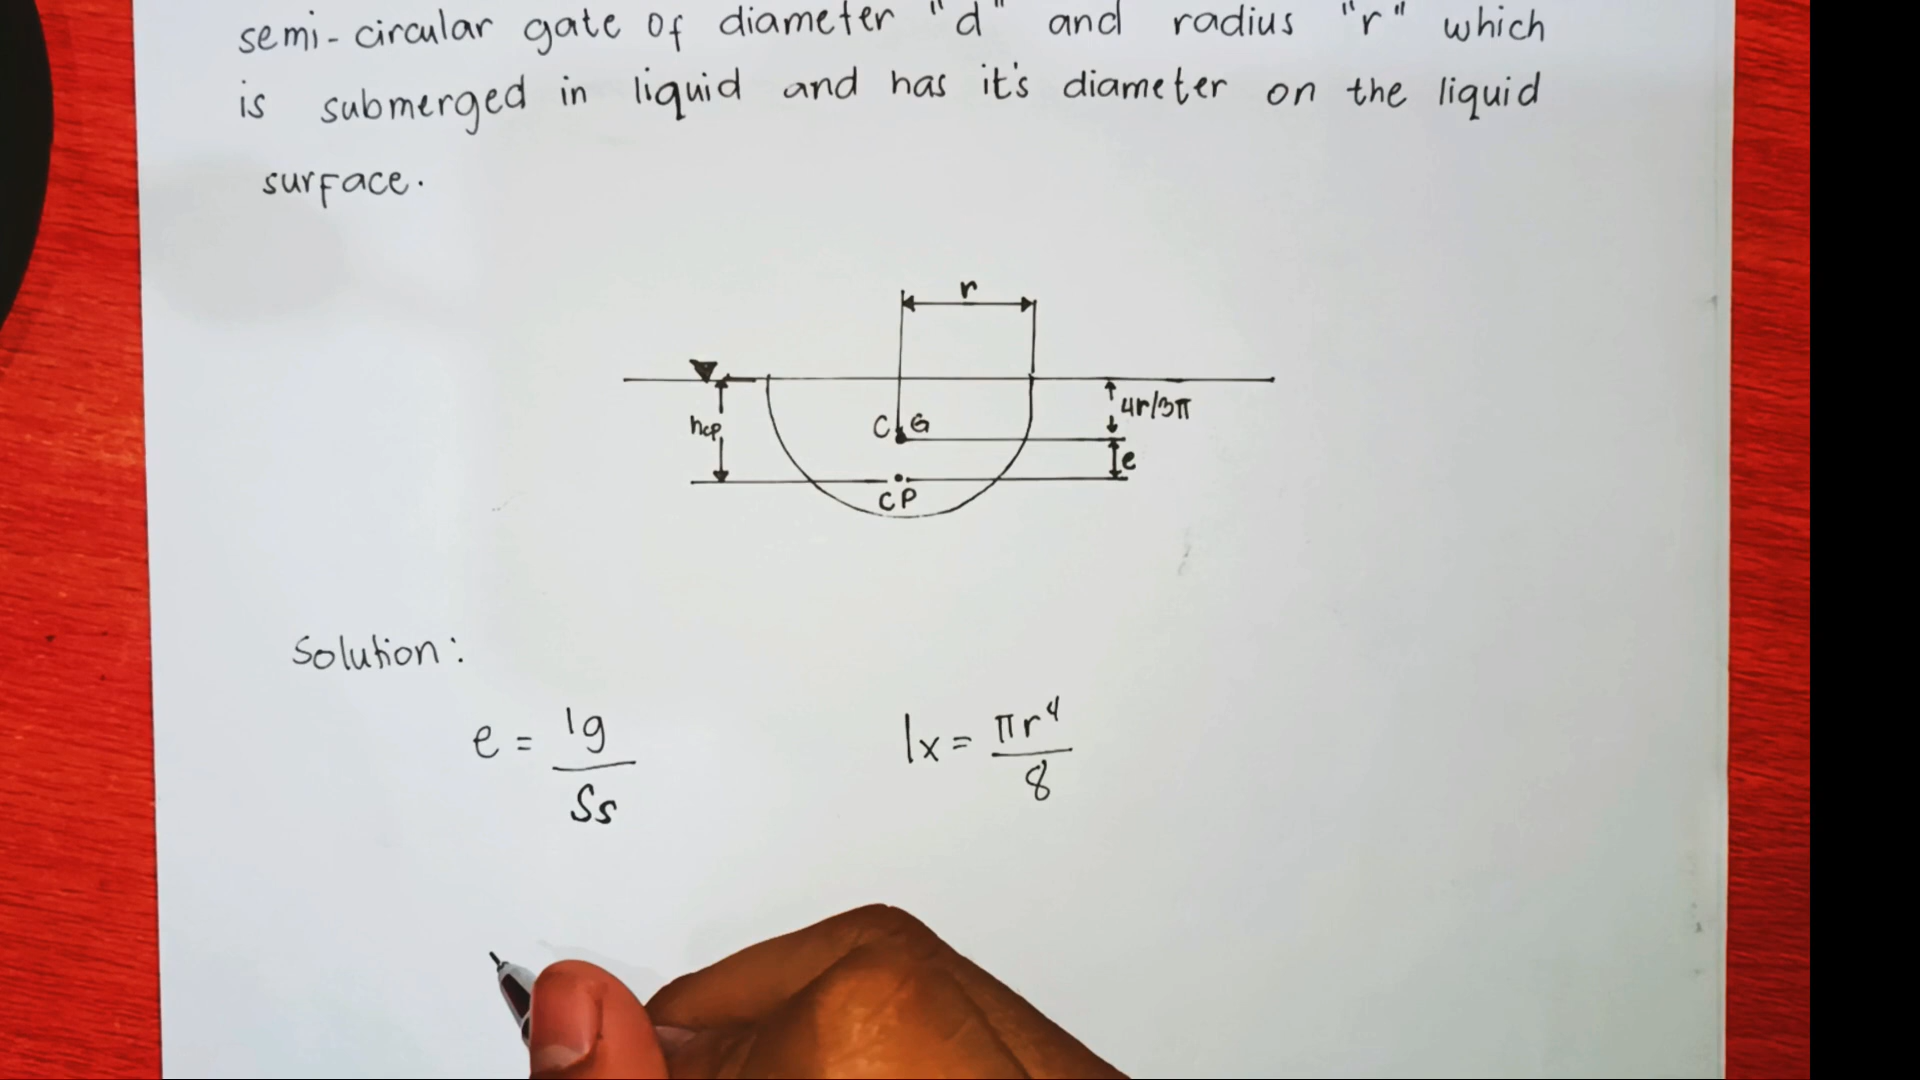 semi-circular gate of diameter "d" and radius "r" which
is submerged in liquid and has it's diameter on the liquid
surface.
r
4r/3π
hcp
C G
e
CP
Solution:
e = Ig/Ss
Ix = πr⁴/8